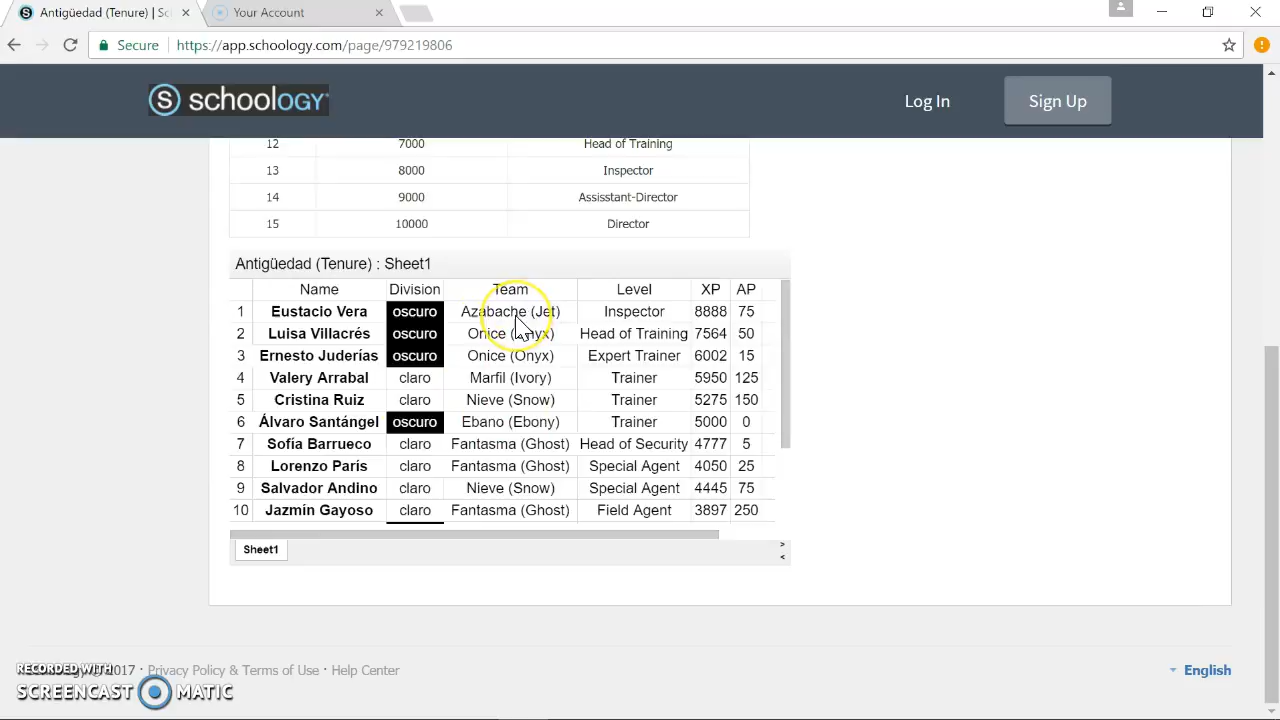 Antigüedad (Tenure) | Sc
Your Account
Secure https://app.schoology.com/page/979219806
S schoology
Log In
Sign Up
12 7000 Head of Training
13 8000 Inspector
14 9000 Assisstant-Director
15 10000 Director
Antigüedad (Tenure) : Sheet1
Name Division Team Level XP AP
1 Eustacio Vera oscuro Azabache (Jet) Inspector 8888 75
2 Luisa Villacrés oscuro Onice (Onyx) Head of Training 7564 50
3 Ernesto Juderías oscuro Onice (Onyx) Expert Trainer 6002 15
4 Valery Arrabal claro Marfil (Ivory) Trainer 5950 125
5 Cristina Ruiz claro Nieve (Snow) Trainer 5275 150
6 Álvaro Santángel oscuro Ebano (Ebony) Trainer 5000 0
7 Sofía Barrueco claro Fantasma (Ghost) Head of Security 4777 5
8 Lorenzo París claro Fantasma (Ghost) Special Agent 4050 25
9 Salvador Andino claro Nieve (Snow) Special Agent 4445 75
10 Jazmín Gayoso claro Fantasma (Ghost) Field Agent 3897 250
Sheet1
2017 · Privacy Policy & Terms of Use · Help Center
English
RECORDED WITH
SCREENCAST MATIC